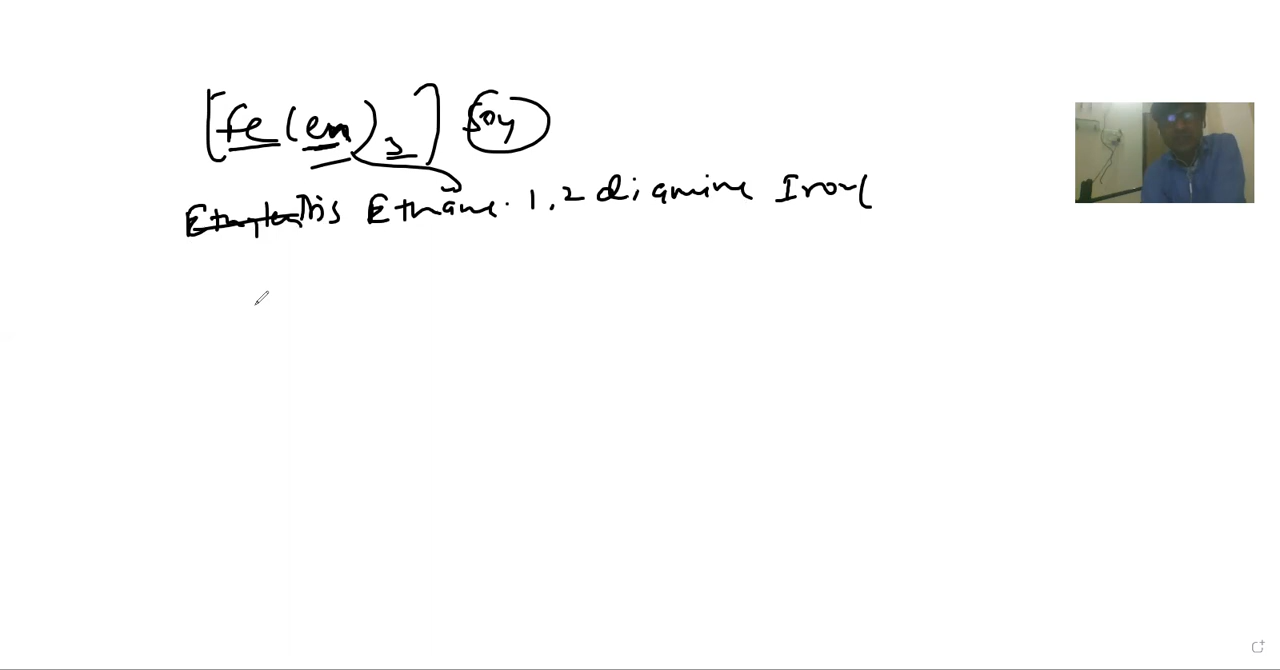 [Fe(en)3] SO4
Tris Ethane. 1,2 diamine Iron(